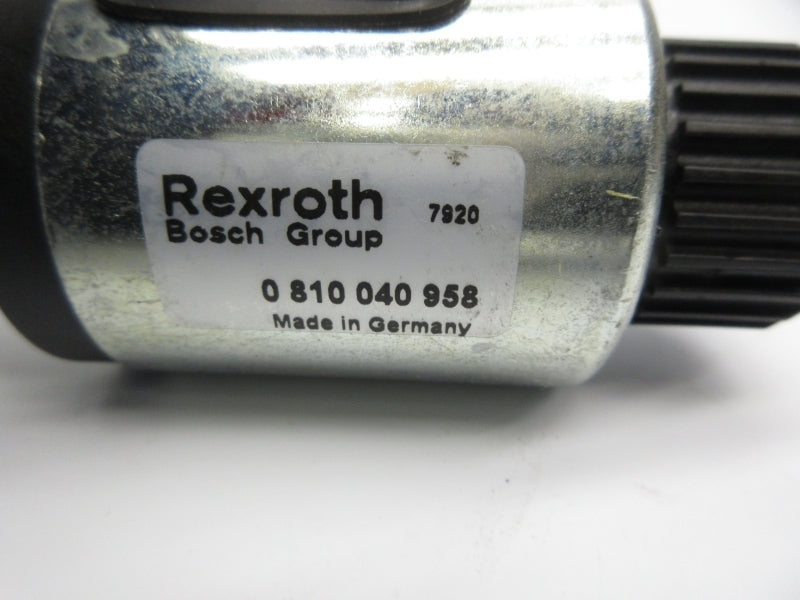 Rexroth 7920
Bosch Group
0 810 040 958
Made in Germany